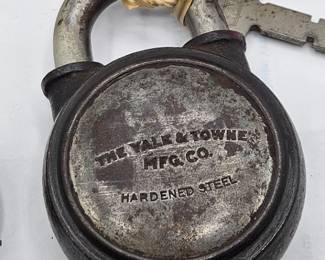 THE YALE & TOWNE
MFG. CO.
HARDENED STEEL